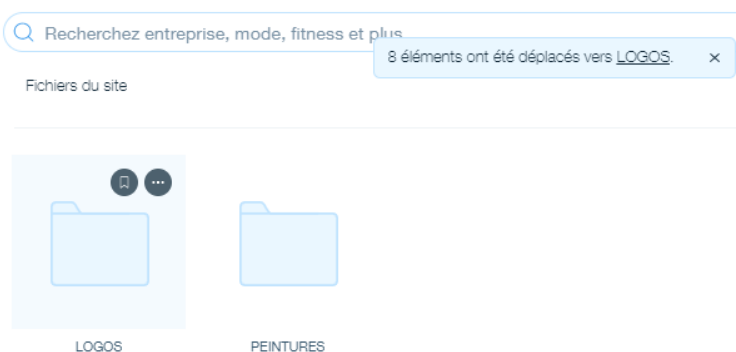 Recherchez entreprise, mode, fitness et plus
8 éléments ont été déplacés vers LOGOS.
Fichiers du site
LOGOS
PEINTURES